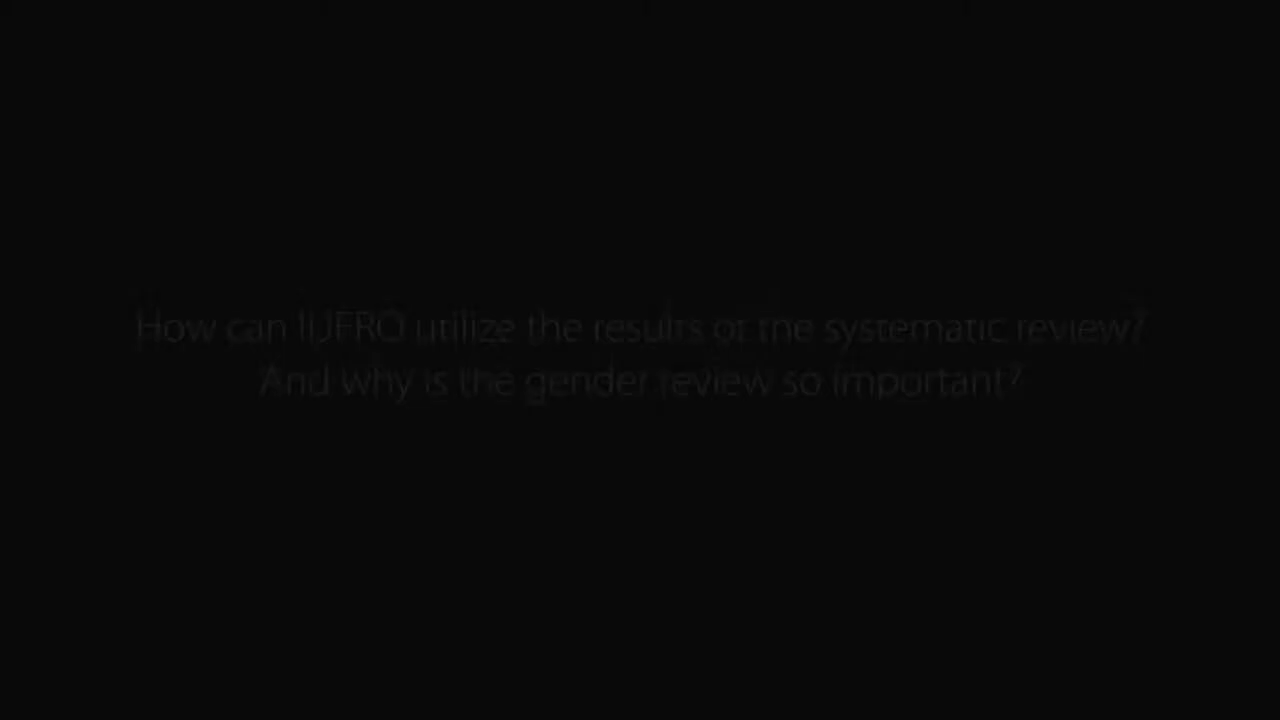 How can IUFRO utilize the results of the systematic review?
And why is the gender review so important?